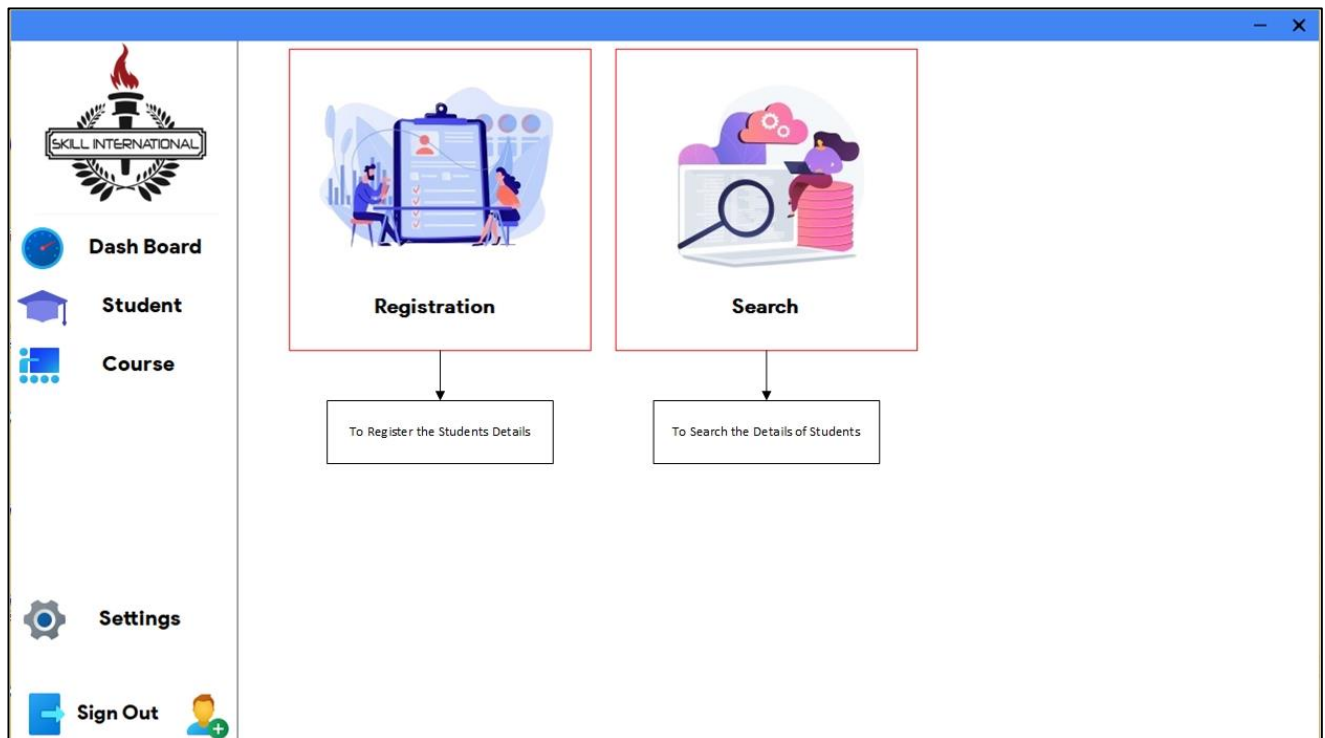 SKILL INTERNATIONAL
Dash Board
Student
Course
Settings
Sign Out
Registration
Search
To Register the Students Details
To Search the Details of Students